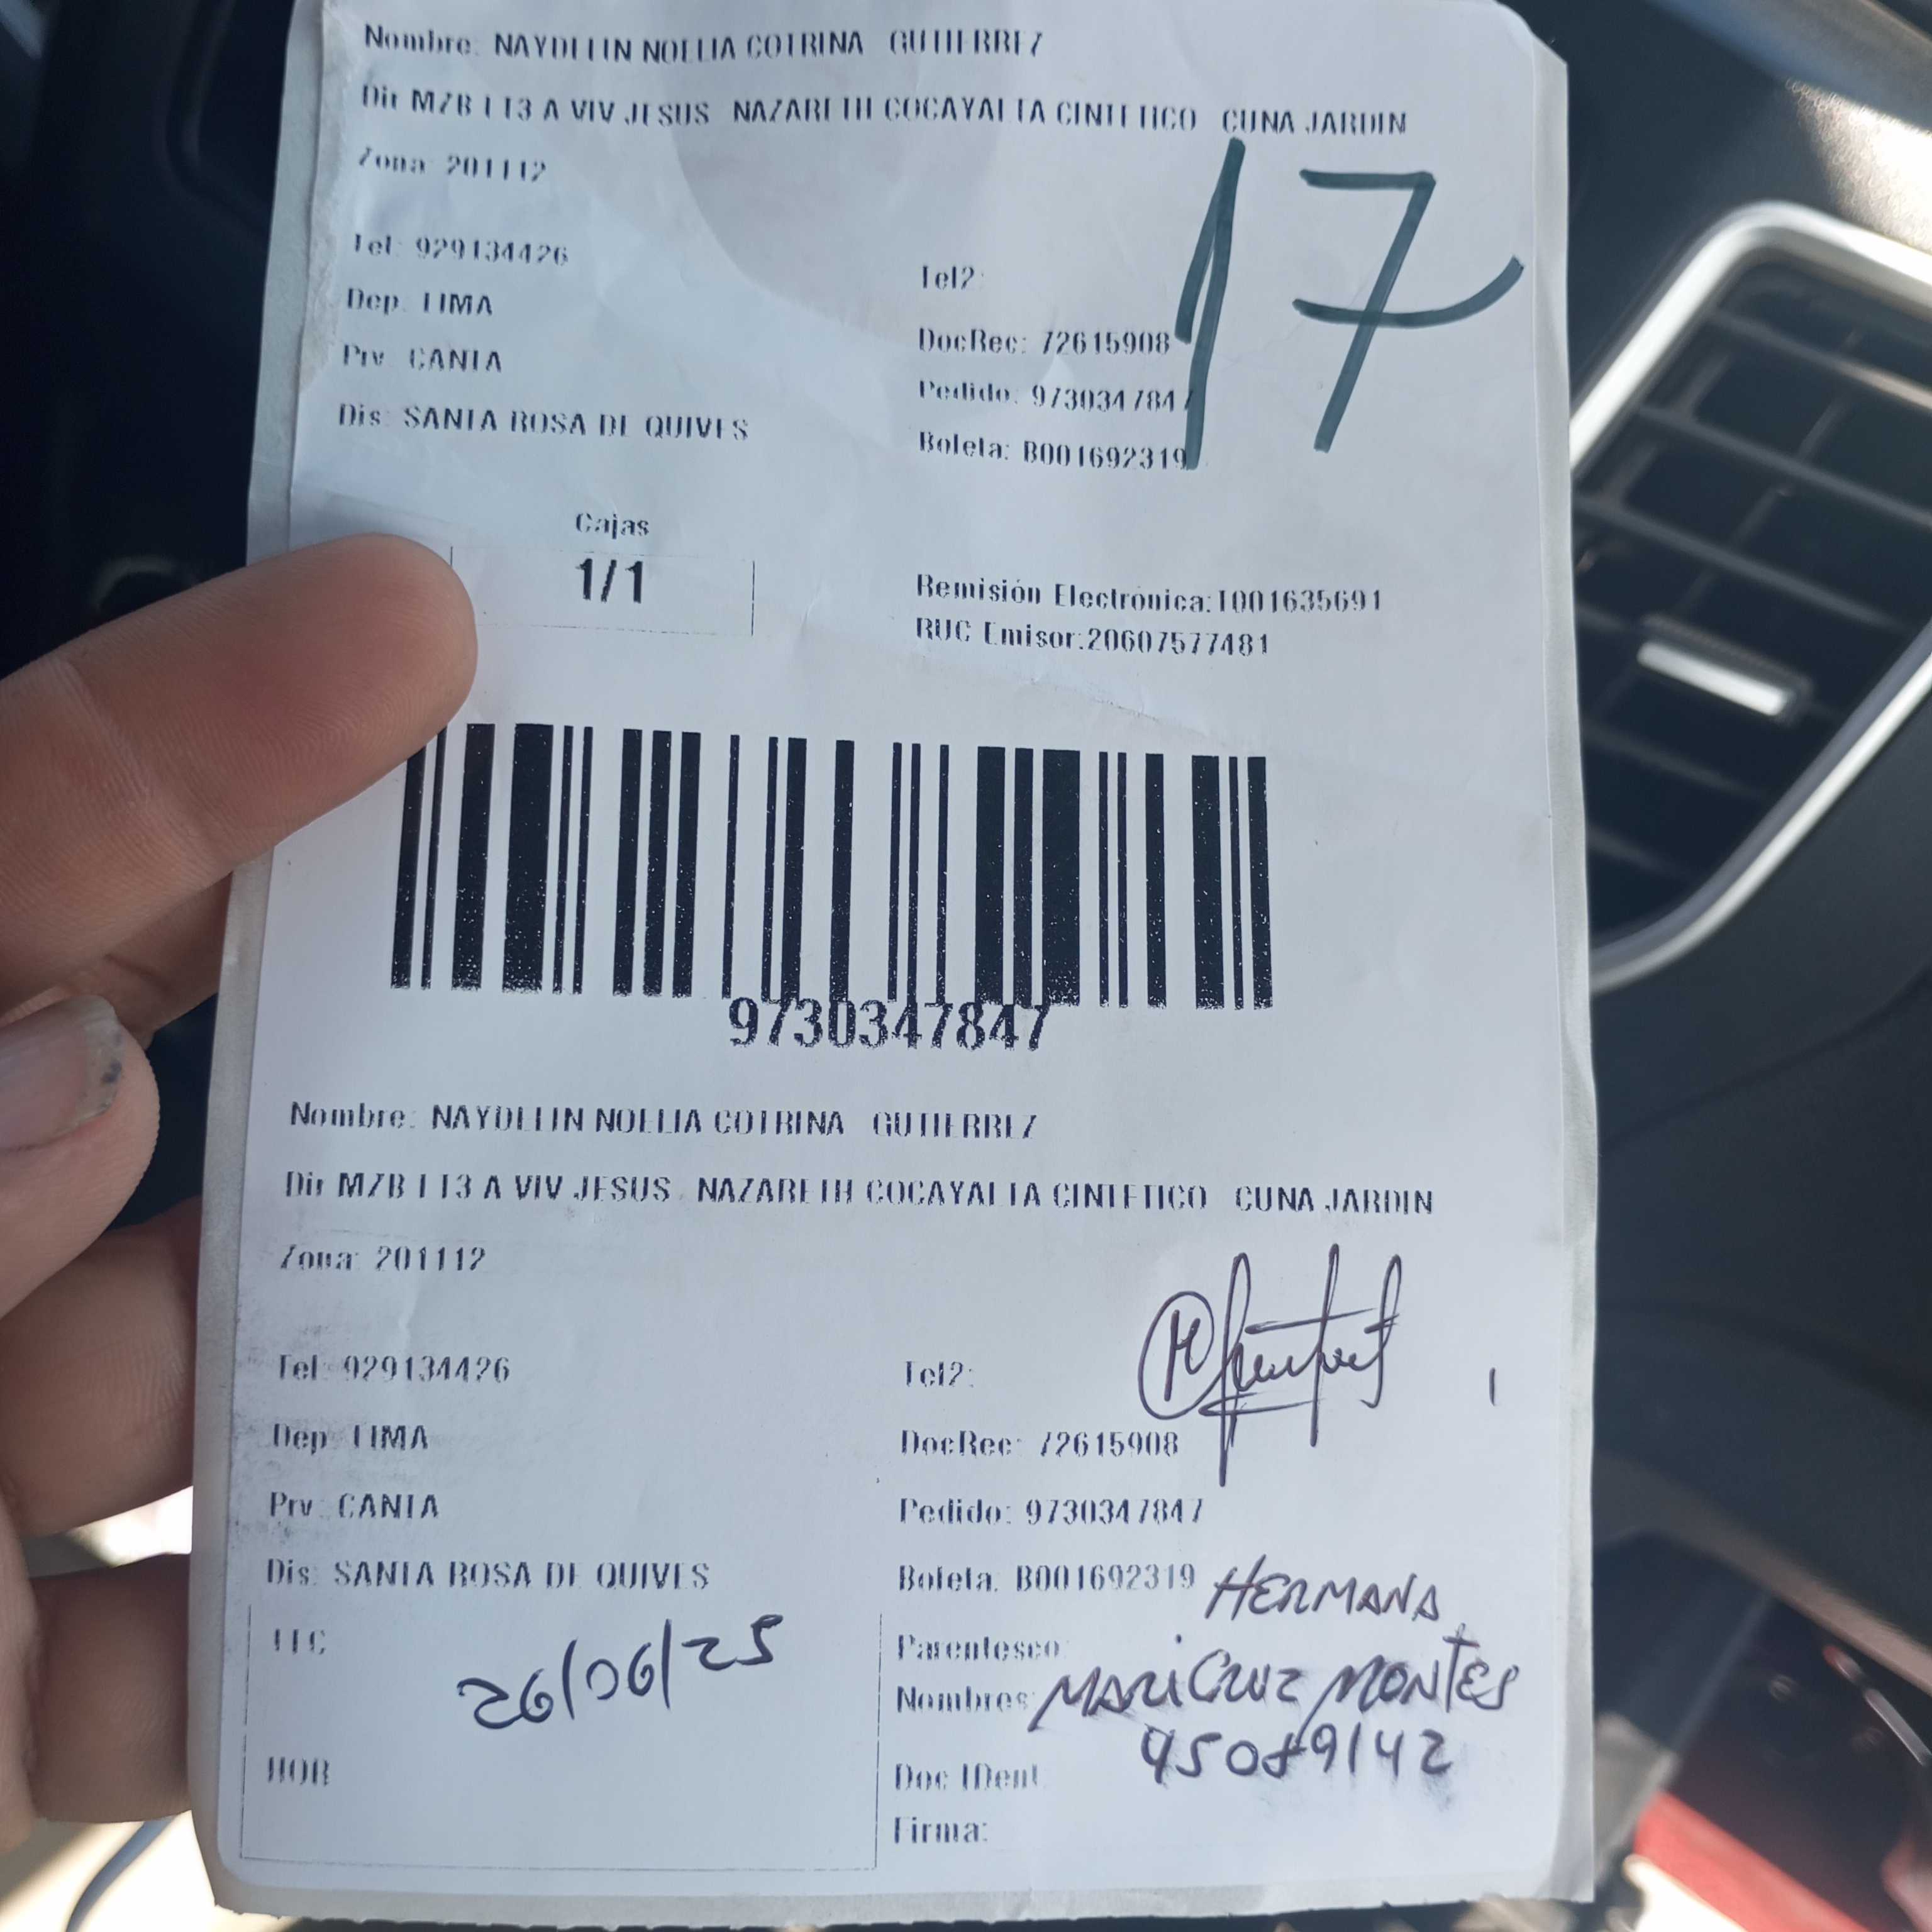 Nombre: NAYDELIN NOELIA COTRINA GUTIERREZ
Dir MZB LT3 A VIV JESUS NAZARETH COCAYALTA CINTETICO CUNA JARDIN
Zona: 201112
17
Tel: 929134426
Tel2:
Dep: LIMA
DocRec: 72615908
Prv: CANTA
Pedido: 9730347847
Dis: SANTA ROSA DE QUIVES
Boleta: B001692319
Cajas
1/1
Remisión Electrónica:T001635691
RUC Emisor:20607577481
9730347847
Nombre: NAYDELIN NOELIA COTRINA GUTIERREZ
Dir MZB LT3 A VIV JESUS NAZARETH COCAYALTA CINTETICO CUNA JARDIN
Zona: 201112
Tel: 929134426
Tel2:
Dep: LIMA
DocRec: 72615908
Prv: CANTA
Pedido: 9730347847
Dis: SANTA ROSA DE QUIVES
Boleta: B001692319
HERMANA
26/06/25
Parentesco:
Nombres: MARICRUZ MONTES
45089142
HOR
Doc IDent
Firma: